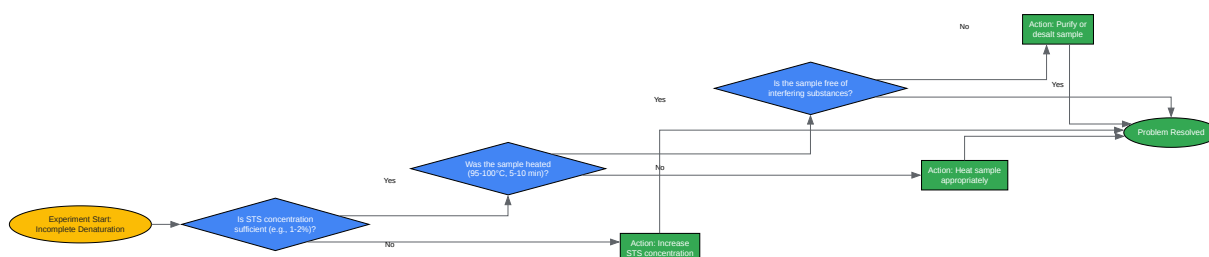 Experiment Start:
Incomplete Denaturation
Is STS concentration
sufficient (e.g., 1-2%)?
Yes
No
Was the sample heated
(95-100°C, 5-10 min)?
Action: Increase
STS concentration
Yes
No
Is the sample free of
interfering substances?
Action: Heat sample
appropriately
No
Yes
Action: Purify or
desalt sample
Problem Resolved